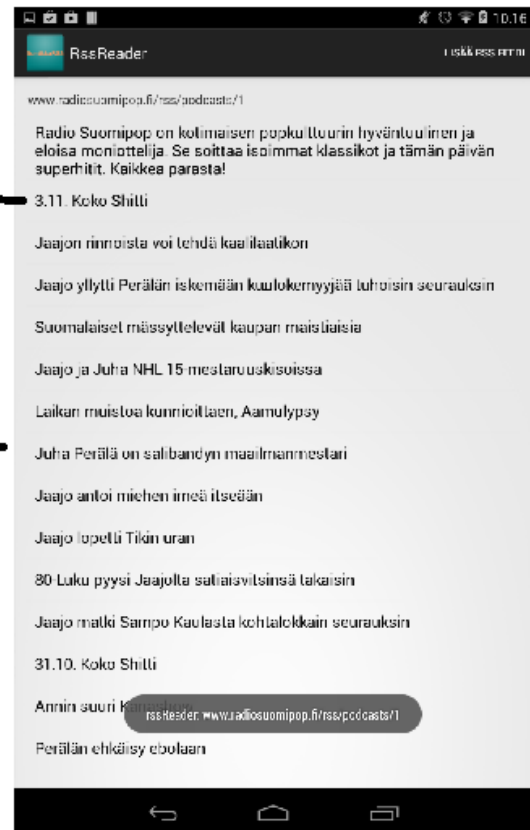 10.16
RssReader
LISÄÄ RSS
www.radiosuomipop.fi/rss/podcasts/1
Radio Suomipop on kotimaisen popkulttuurin hyväntuulinen ja
eloisa moniottelija. Se soittaa isoimmat klassikot ja tämän päivän
superhitit. Kaikkea parasta!
3.11. Koko Shitti
Jaajon rinnoista voi tehdä kaalilaatikon
Jaajo yllytti Perälän iskemään kuulokemyyjää tuhoisin seurauksin
Suomalaiset mässyttelevät kaupan maistiaisia
Jaajo ja Juha NHL 15-mestaruuskisoissa
Laikan muistoa kunnioittaen, Aamulypsy
Juha Perälä on salibandyn maailmanmestari
Jaajo antoi miehen imeä itseään
Jaajo lopetti Tikin uran
80-Luku pyysi Jaajolta satiaisvitsinsä takaisin
Jaajo matki Sampo Kaulasta kohtalokkain seurauksin
31.10. Koko Shitti
Annin suuri
rssReader: www.radiosuomipop.fi/rss/podcasts/1
Perälän ehkäisy ebolaan